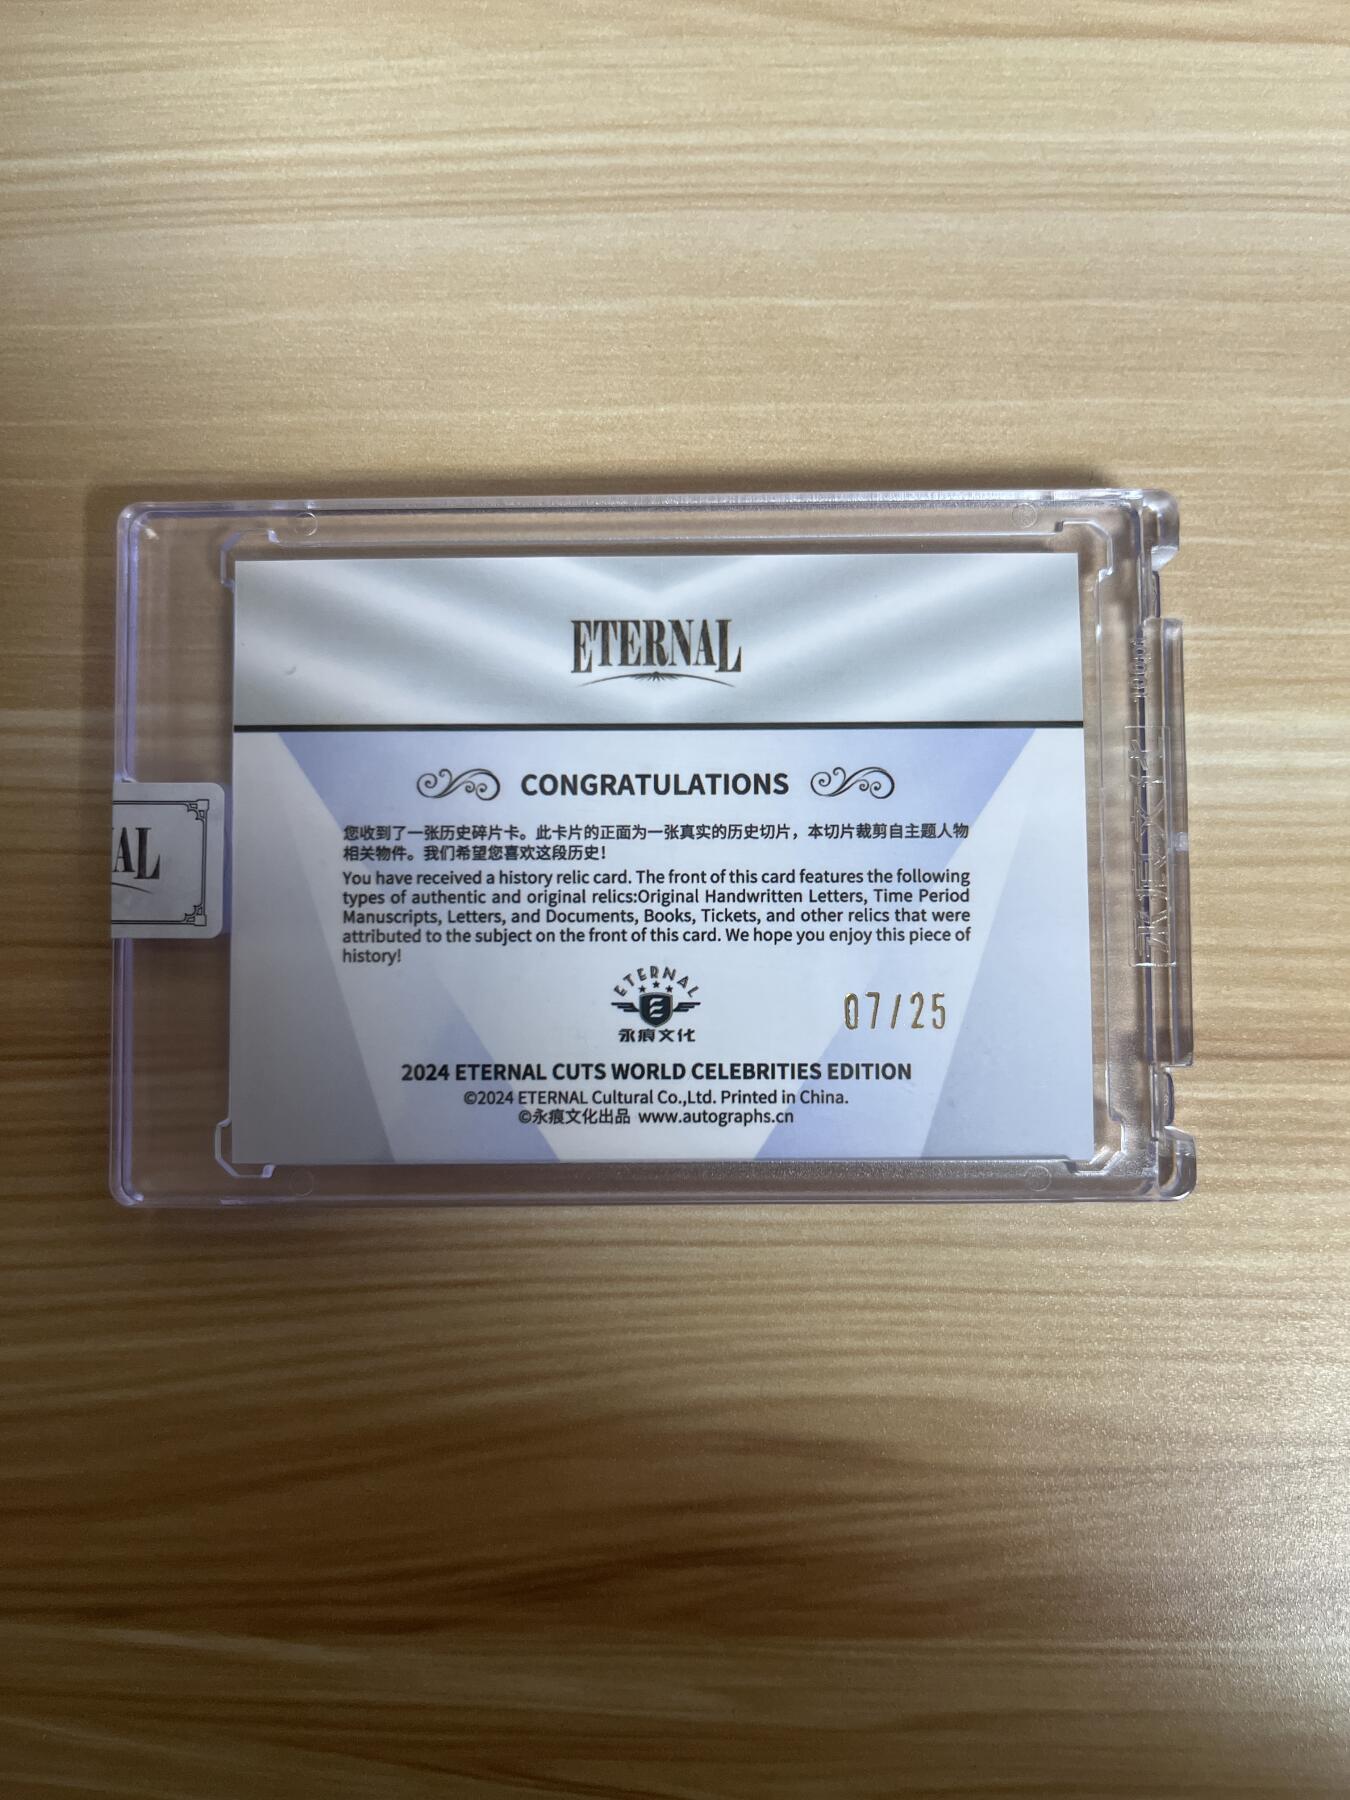 ETERNAL
CONGRATULATIONS
您收到了一张历史碎片卡。此卡片的正面为一张真实的历史切片，本切片裁剪自主题人物
相关物件。我们希望您喜欢这段历史！
You have received a history relic card. The front of this card features the following
types of authentic and original relics:Original Handwritten Letters, Time Period
Manuscripts, Letters, and Documents, Books, Tickets, and other relics that were
attributed to the subject on the front of this card. We hope you enjoy this piece of
history!
AL
ETERNAL
永痕文化
07/25
2024 ETERNAL CUTS WORLD CELEBRITIES EDITION
©2024 ETERNAL Cultural Co.,Ltd. Printed in China.
©永痕文化出品 www.autographs.cn
永痕文化